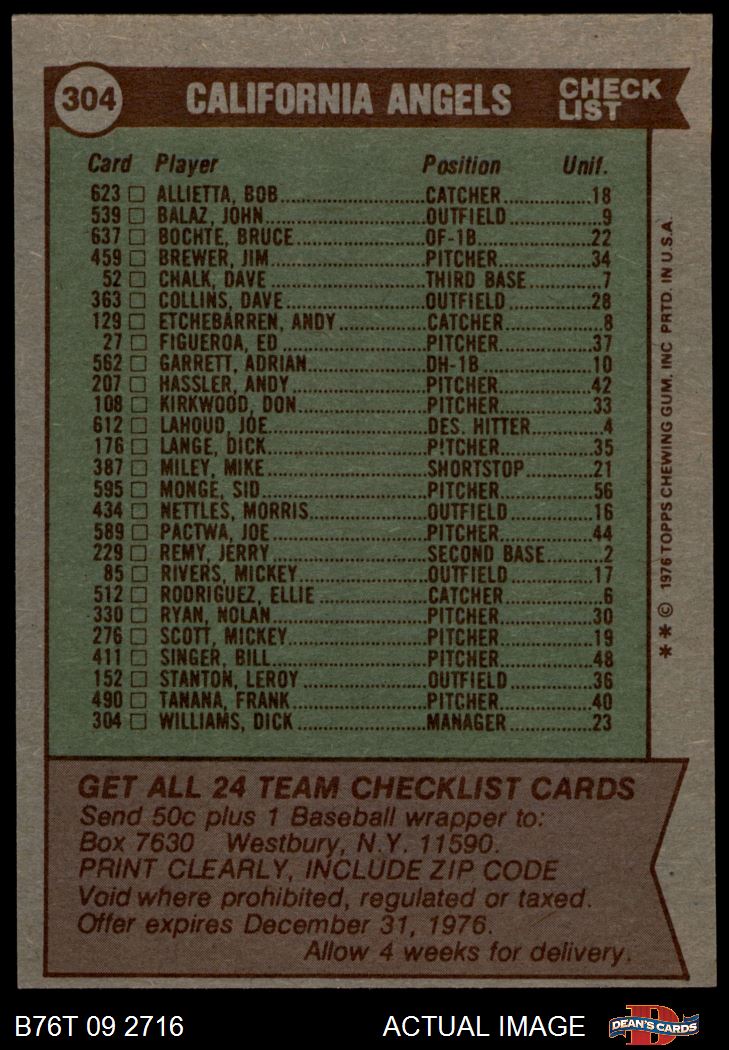 304 CALIFORNIA ANGELS CHECK LIST
Card Player Position Unif.
623 □ ALLIETTA, BOB CATCHER 18
539 □ BALAZ, JOHN OUTFIELD 9
637 □ BOCHTE, BRUCE OF-1B 22
459 □ BREWER, JIM PITCHER 34
52 □ CHALK, DAVE THIRD BASE 7
363 □ COLLINS, DAVE OUTFIELD 28
129 □ ETCHEBARREN, ANDY CATCHER 8
27 □ FIGUEROA, ED PITCHER 37
562 □ GARRETT, ADRIAN DH-1B 10
207 □ HASSLER, ANDY PITCHER 42
108 □ KIRKWOOD, DON PITCHER 33
612 □ LAHOUD, JOE DES. HITTER 4
176 □ LANGE, DICK PITCHER 35
387 □ MILEY, MIKE SHORTSTOP 21
595 □ MONGE, SID PITCHER 56
434 □ NETTLES, MORRIS OUTFIELD 16
589 □ PACTWA, JOE PITCHER 44
229 □ REMY, JERRY SECOND BASE 2
85 □ RIVERS, MICKEY OUTFIELD 17
512 □ RODRIGUEZ, ELLIE CATCHER 6
330 □ RYAN, NOLAN PITCHER 30
276 □ SCOTT, MICKEY PITCHER 19
411 □ SINGER, BILL PITCHER 48
152 □ STANTON, LEROY OUTFIELD 36
490 □ TANANA, FRANK PITCHER 40
304 □ WILLIAMS, DICK MANAGER 23
** © 1976 TOPPS CHEWING GUM, INC PRTD. IN U.S.A.
GET ALL 24 TEAM CHECKLIST CARDS
Send 50c plus 1 Baseball wrapper to:
Box 7630 Westbury, N.Y. 11590.
PRINT CLEARLY, INCLUDE ZIP CODE
Void where prohibited, regulated or taxed.
Offer expires December 31, 1976.
Allow 4 weeks for delivery.
B76T 09 2716 ACTUAL IMAGE DEAN'S CARDS